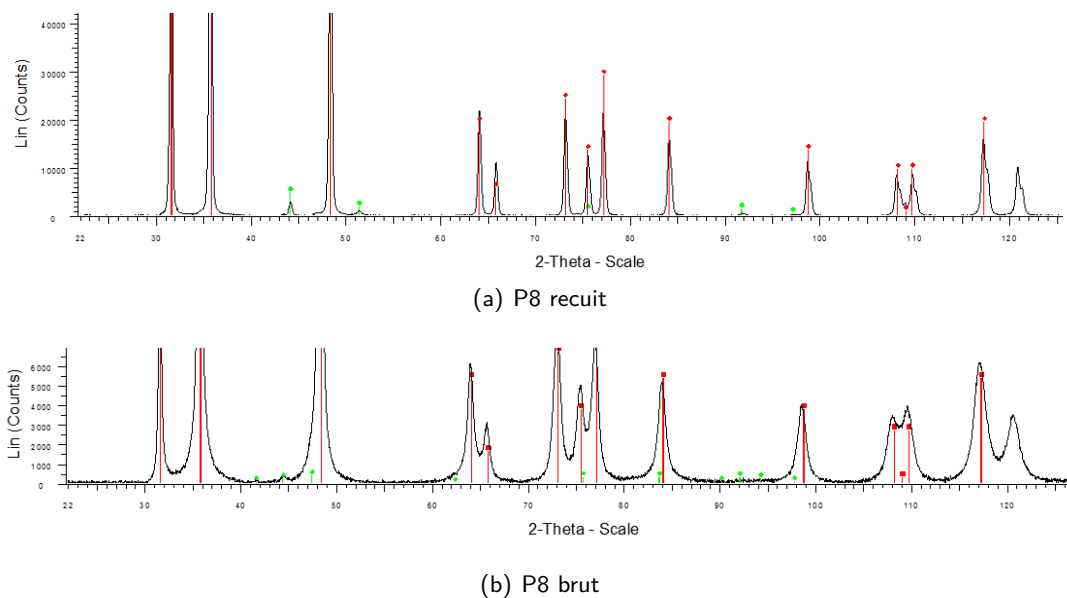 Lin (Counts)
40000
30000
20000
10000
0
22 30 40 50 60 70 80 90 100 110 120
2-Theta - Scale
(a) P8 recuit
Lin (Counts)
6000
5000
4000
3000
2000
1000
0
22 30 40 50 60 70 80 90 100 110 120
2-Theta - Scale
(b) P8 brut